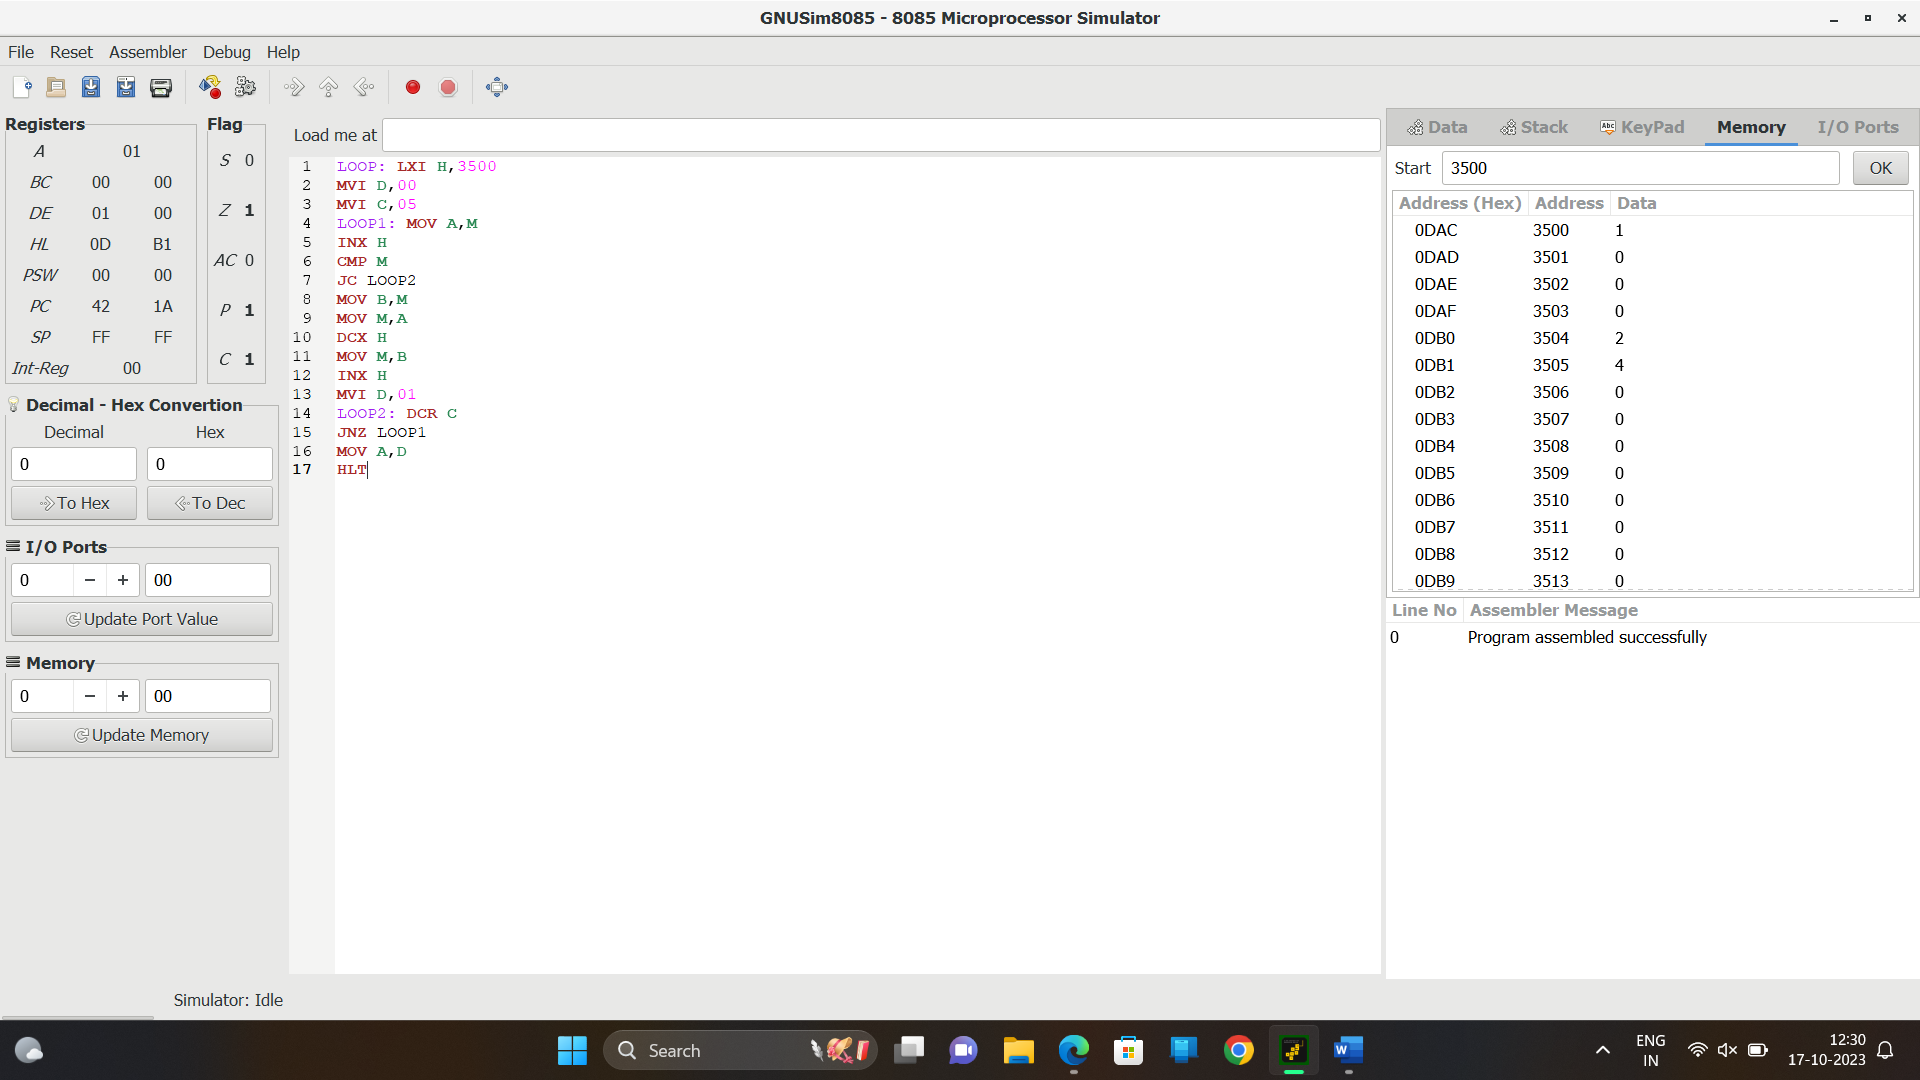 GNUSim8085 - 8085 Microprocessor Simulator
File Reset Assembler Debug Help
Registers
A 01
BC 00 00
DE 01 00
HL 0D B1
PSW 00 00
PC 42 1A
SP FF FF
Int-Reg 00
Flag
S 0
Z 1
AC 0
P 1
C 1
Decimal - Hex Convertion
Decimal Hex
0 0
To Hex To Dec
I/O Ports
0 − + 00
Update Port Value
Memory
0 − + 00
Update Memory
Load me at
1 LOOP: LXI H,3500
2 MVI D,00
3 MVI C,05
4 LOOP1: MOV A,M
5 INX H
6 CMP M
7 JC LOOP2
8 MOV B,M
9 MOV M,A
10 DCX H
11 MOV M,B
12 INX H
13 MVI D,01
14 LOOP2: DCR C
15 JNZ LOOP1
16 MOV A,D
17 HLT
Data Stack Abc KeyPad Memory I/O Ports
Start 3500 OK
Address (Hex) Address Data
0DAC 3500 1
0DAD 3501 0
0DAE 3502 0
0DAF 3503 0
0DB0 3504 2
0DB1 3505 4
0DB2 3506 0
0DB3 3507 0
0DB4 3508 0
0DB5 3509 0
0DB6 3510 0
0DB7 3511 0
0DB8 3512 0
0DB9 3513 0
Line No Assembler Message
0 Program assembled successfully
Simulator: Idle
Search
W
ENG
IN
12:30
17-10-2023